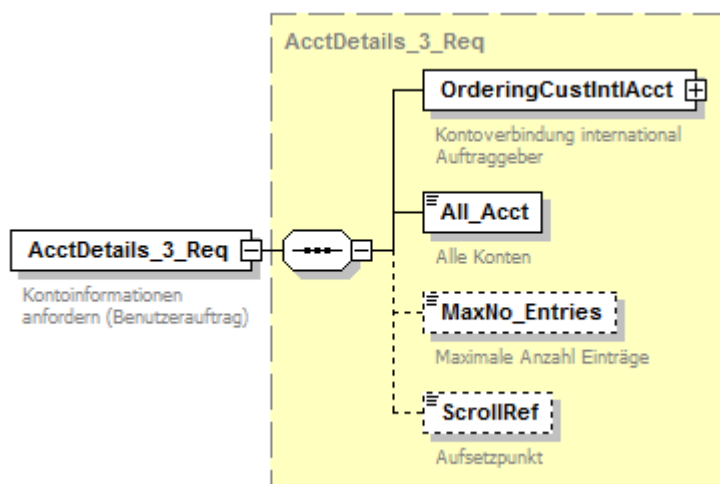 AcctDetails_3_Req
OrderingCustIntlAcct
Kontoverbindung international
Auftraggeber
All_Acct
Alle Konten
AcctDetails_3_Req
Kontoinformationen
anfordern (Benutzerauftrag)
MaxNo_Entries
Maximale Anzahl Einträge
ScrollRef
Aufsetzpunkt